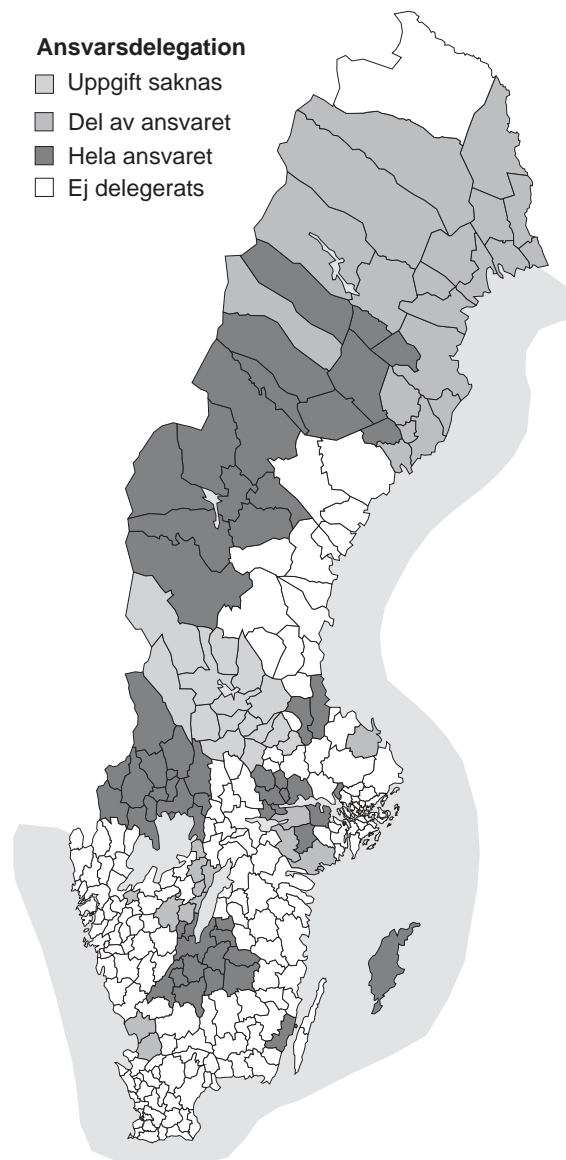 Ansvarsdelegation
Uppgift saknas
Del av ansvaret
Hela ansvaret
Ej delegerats